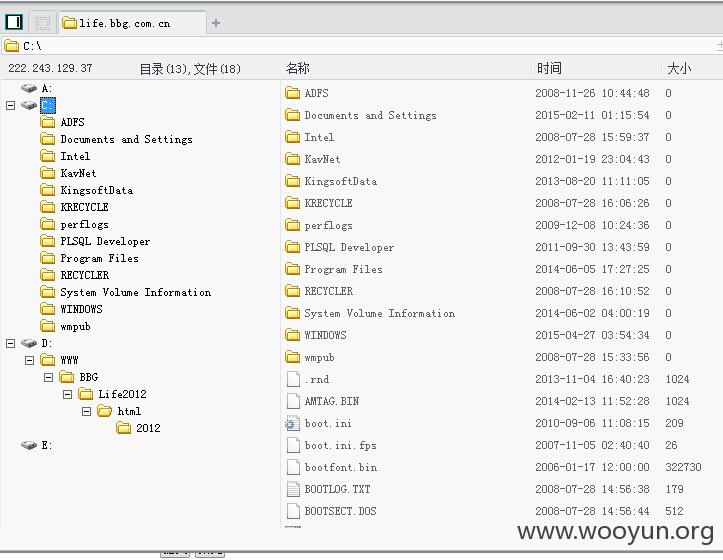 life.bbg.com.cn
C:\
222.243.129.37 目录(13),文件(18) 名称 时间 大小
A:
C:
ADFS
Documents and Settings
Intel
KavNet
KingsoftData
KRECYCLE
perflogs
PLSQL Developer
Program Files
RECYCLER
System Volume Information
WINDOWS
wmpub
D:
WWW
BBG
Life2012
html
2012
E:
ADFS 2008-11-26 10:44:48 0
Documents and Settings 2015-02-11 01:15:54 0
Intel 2008-07-28 15:59:37 0
KavNet 2012-01-19 23:04:43 0
KingsoftData 2013-08-20 11:11:05 0
KRECYCLE 2008-07-28 16:06:26 0
perflogs 2009-12-08 10:24:36 0
PLSQL Developer 2011-09-30 13:43:59 0
Program Files 2014-06-05 17:27:25 0
RECYCLER 2008-07-28 16:10:52 0
System Volume Information 2014-06-02 04:00:19 0
WINDOWS 2015-04-27 03:54:34 0
wmpub 2008-07-28 15:33:56 0
.rnd 2013-11-04 16:40:23 1024
AMTAG.BIN 2014-02-13 11:52:28 1024
boot.ini 2010-09-06 11:08:15 209
boot.ini.fps 2007-11-05 02:40:40 26
bootfont.bin 2006-01-17 12:00:00 322730
BOOTLOG.TXT 2008-07-28 14:56:38 179
BOOTSECT.DOS 2008-07-28 14:56:44 512
www.wooyun.org